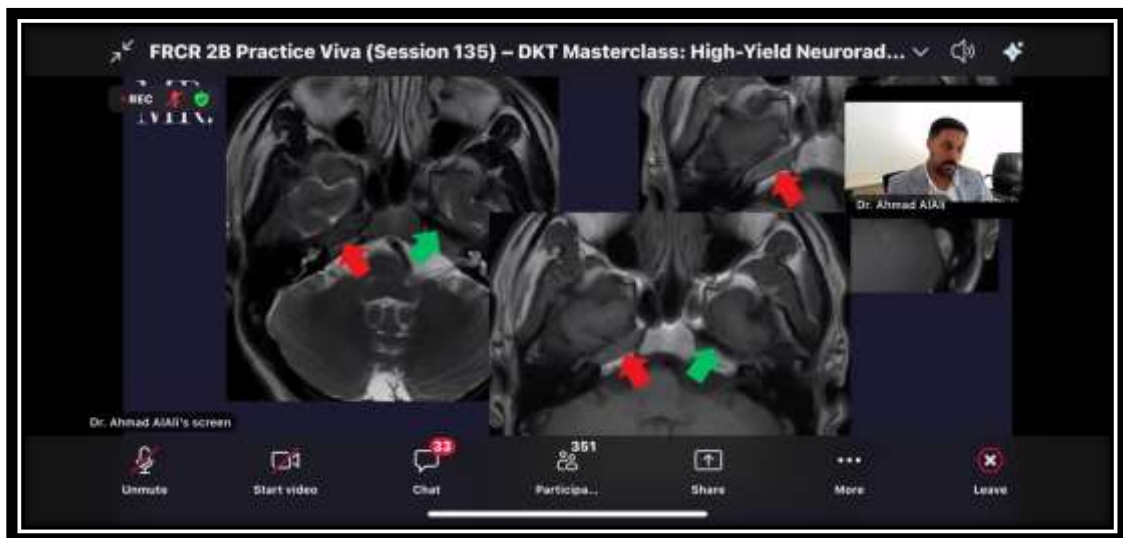 FRCR 2B Practice Viva (Session 135) – DKT Masterclass: High-Yield Neurorad...
REC
Dr. Ahmad AlAli
Dr. Ahmad AlAli's screen
33
351
Unmute
Start video
Chat
Participa...
Share
More
Leave